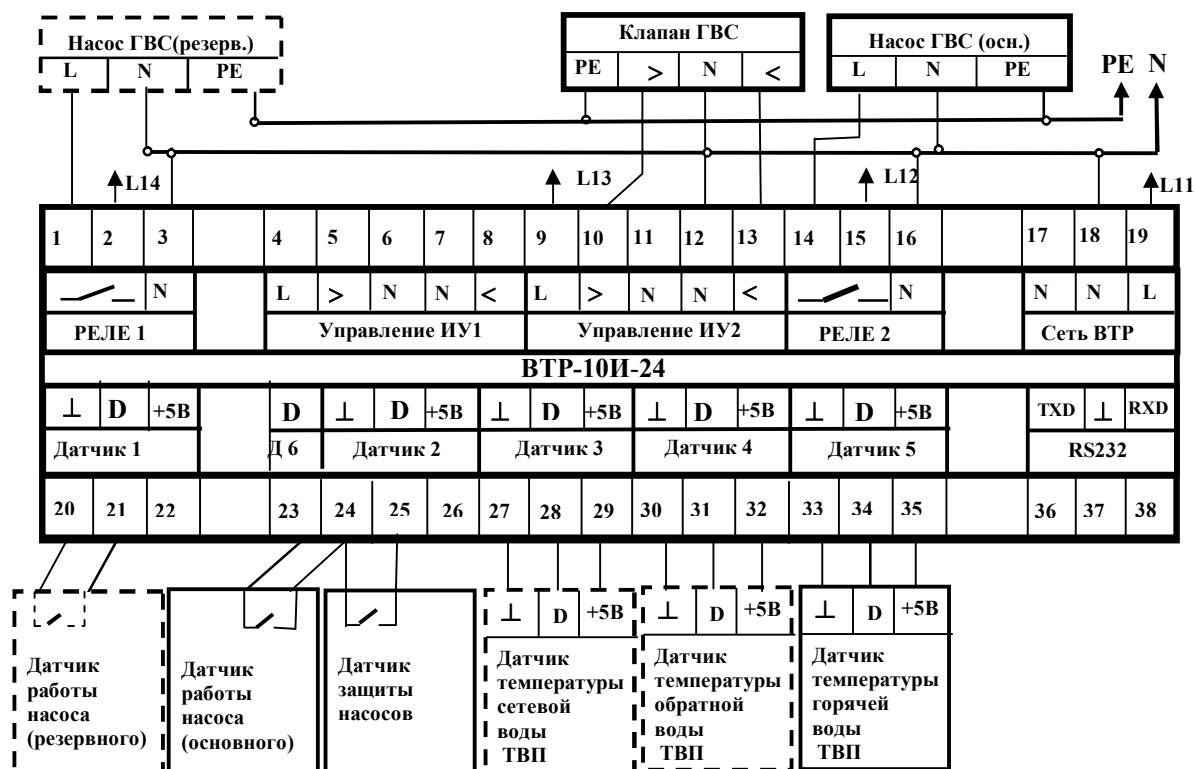 Насос ГВС(резерв.)
L N PE
Клапан ГВС
PE > N <
Насос ГВС (осн.)
L N PE
PE N
L14
L13
L12
L11
1 2 3 4 5 6 7 8 9 10 11 12 13 14 15 16 17 18 19
N L > N N < L > N N < N N N L
РЕЛЕ 1 Управление ИУ1 Управление ИУ2 РЕЛЕ 2 Сеть ВТР
ВТР-10И-24
⊥ D +5В D ⊥ D +5В ⊥ D +5В ⊥ D +5В ⊥ D +5В TXD ⊥ RXD
Датчик 1 Д 6 Датчик 2 Датчик 3 Датчик 4 Датчик 5 RS232
20 21 22 23 24 25 26 27 28 29 30 31 32 33 34 35 36 37 38
Датчик
работы
насоса
(резервного)
Датчик
работы
насоса
(основного)
Датчик
защиты
насосов
⊥ D +5В
Датчик
температуры
сетевой
воды
ТВП
⊥ D +5В
Датчик
температуры
обратной
воды
ТВП
⊥ D +5В
Датчик
температуры
горячей
воды
ТВП